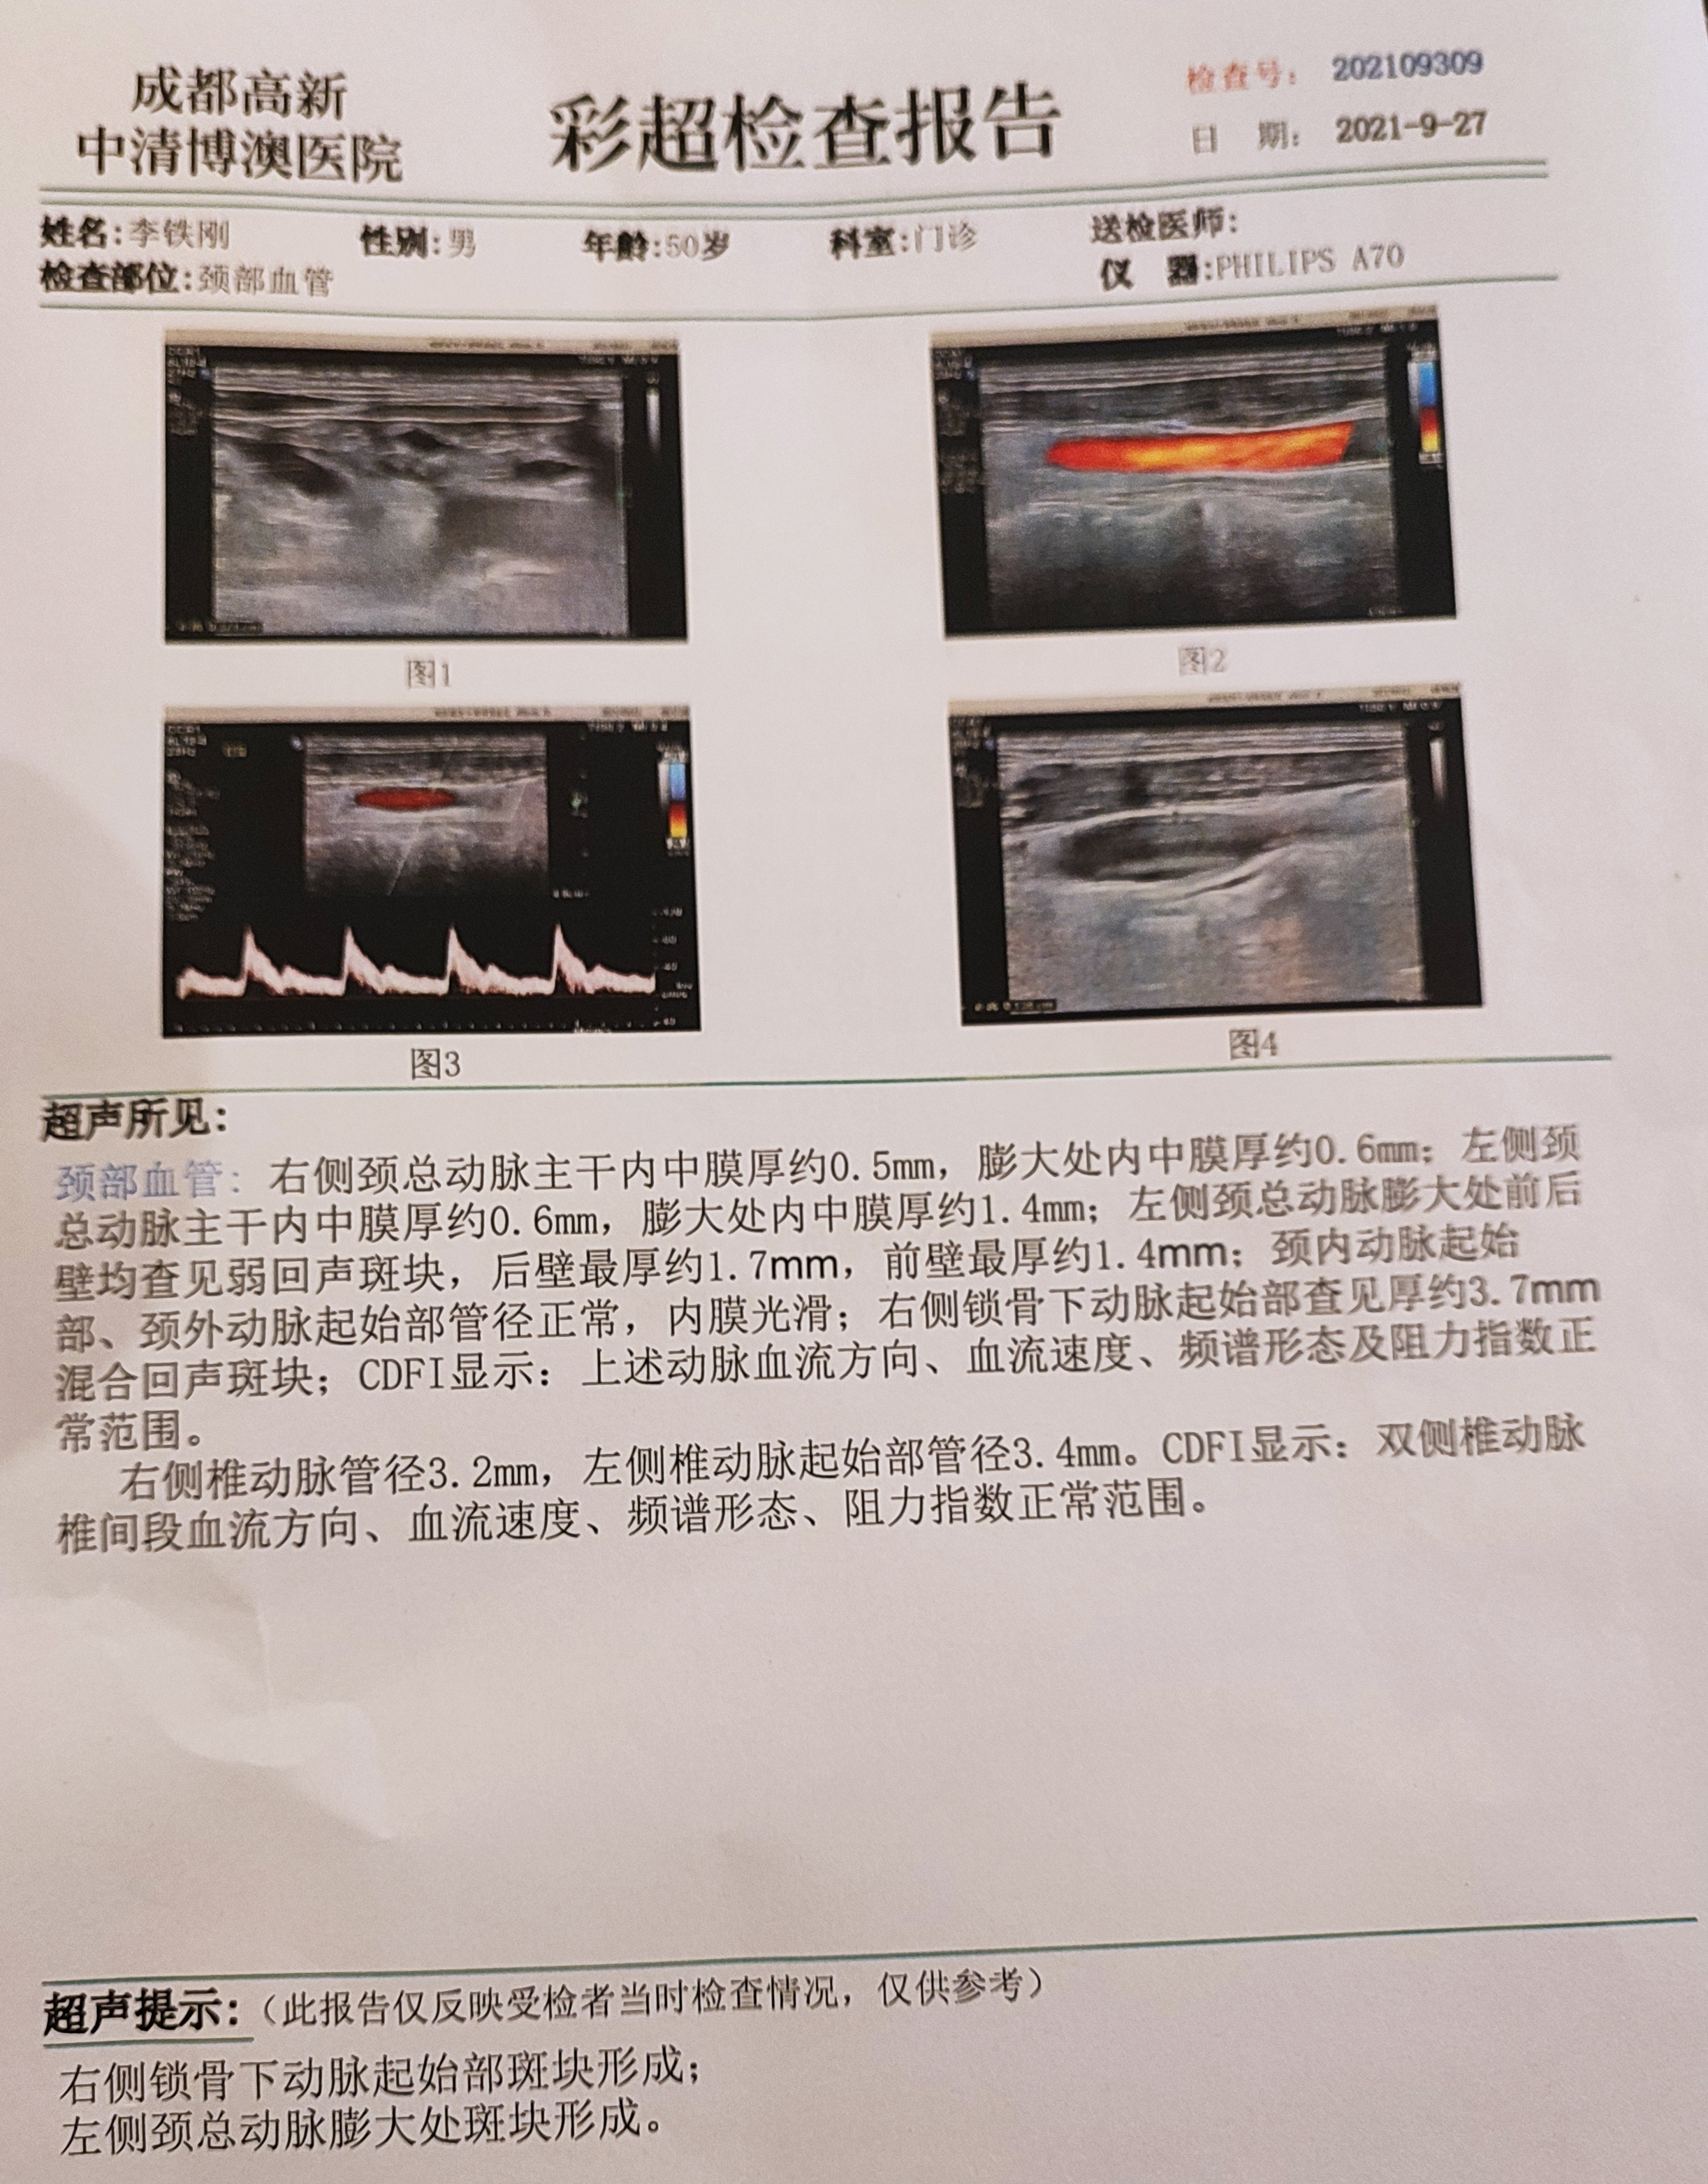 成都高新
中清博澳医院
彩超检查报告
检查号: 202109309
日 期: 2021-9-27
姓名:李铁刚 性别:男 年龄:50岁 科室:门诊 送检医师:
检查部位:颈部血管 仪 器:PHILIPS A70
图1
图2
图3
图4
超声所见:
颈部血管: 右侧颈总动脉主干内中膜厚约0.5mm，膨大处内中膜厚约0.6mm；左侧颈
总动脉主干内中膜厚约0.6mm，膨大处内中膜厚约1.4mm；左侧颈总动脉膨大处前后
壁均查见弱回声斑块，后壁最厚约1.7mm，前壁最厚约1.4mm；颈内动脉起始
部、颈外动脉起始部管径正常，内膜光滑；右侧锁骨下动脉起始部查见厚约3.7mm
混合回声斑块；CDFI显示：上述动脉血流方向、血流速度、频谱形态及阻力指数正
常范围。
右侧椎动脉管径3.2mm，左侧椎动脉起始部管径3.4mm。CDFI显示：双侧椎动脉
椎间段血流方向、血流速度、频谱形态、阻力指数正常范围。
超声提示:（此报告仅反映受检者当时检查情况，仅供参考）
右侧锁骨下动脉起始部斑块形成；
左侧颈总动脉膨大处斑块形成。